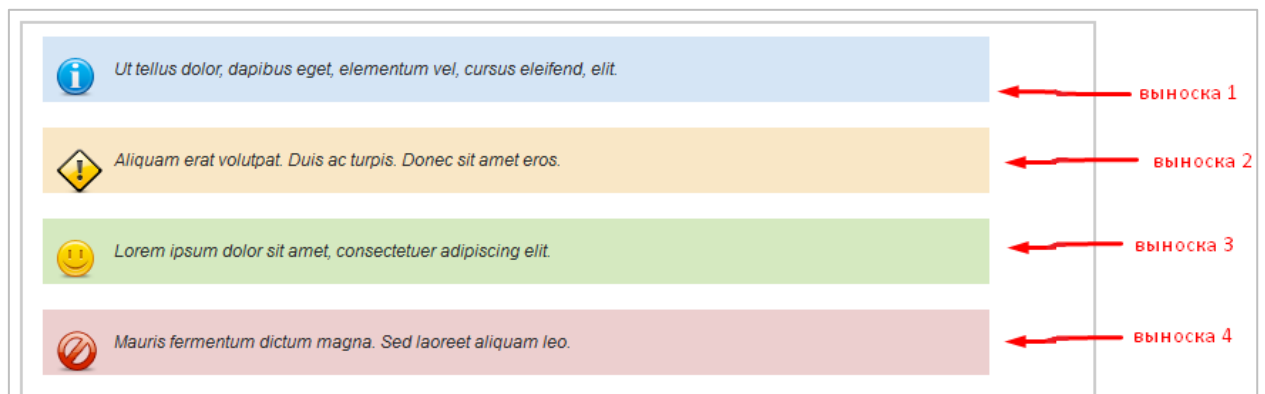 Ut tellus dolor, dapibus eget, elementum vel, cursus eleifend, elit.
выноска 1
Aliquam erat volutpat. Duis ac turpis. Donec sit amet eros.
выноска 2
Lorem ipsum dolor sit amet, consectetuer adipiscing elit.
выноска 3
Mauris fermentum dictum magna. Sed laoreet aliquam leo.
выноска 4